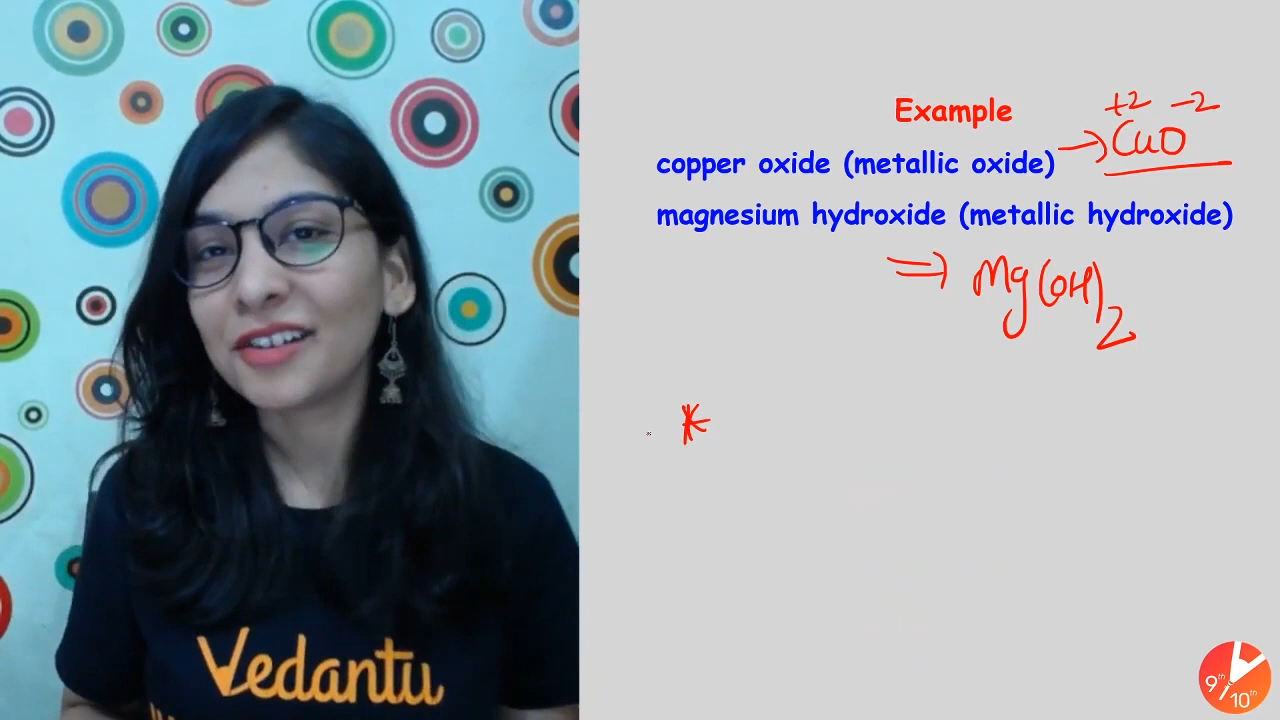 Example
+2 -2
copper oxide (metallic oxide) → CuO
magnesium hydroxide (metallic hydroxide)
⇒ Mg(OH)2
*
Vedantu
9th 10th